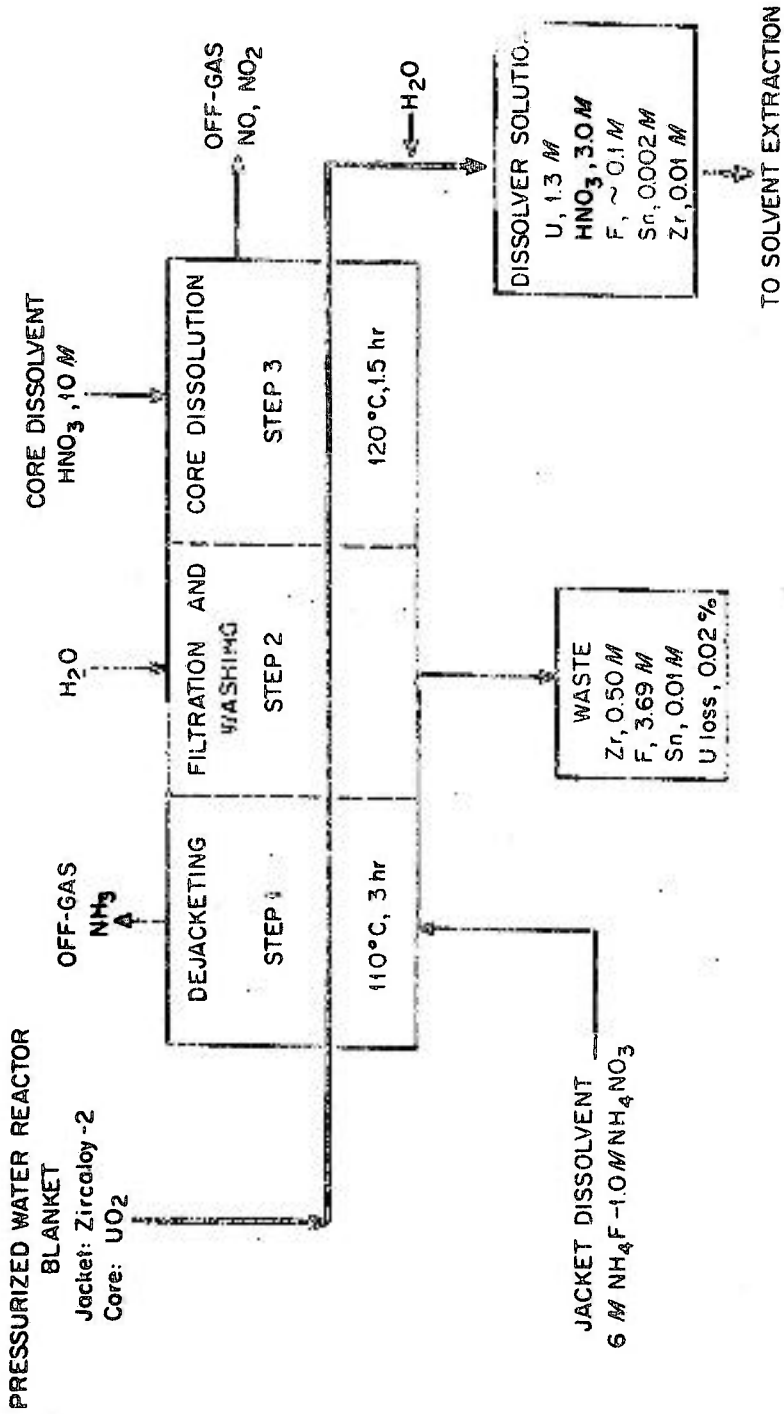 PRESSURIZED WATER REACTOR
BLANKET
Jacket: Zircaloy-2
Core: UO₂
OFF-GAS
NH₃
H₂O
CORE DISSOLVENT
HNO₃, 10 M
DEJACKETING
STEP 1
FILTRATION AND
WASHING
STEP 2
CORE DISSOLUTION
STEP 3
OFF-GAS
NO, NO₂
110°C, 3 hr
120°C, 1.5 hr
H₂O
JACKET DISSOLVENT
6 M NH₄F-1.0 M NH₄NO₃
WASTE
Zr, 0.50 M
F, 3.69 M
Sn, 0.01 M
U loss, 0.02 %
DISSOLVER SOLUTION
U, 1.3 M
HNO₃, 3.0 M
F, ~ 0.1 M
Sn, 0.002 M
Zr, 0.01 M
TO SOLVENT EXTRACTION